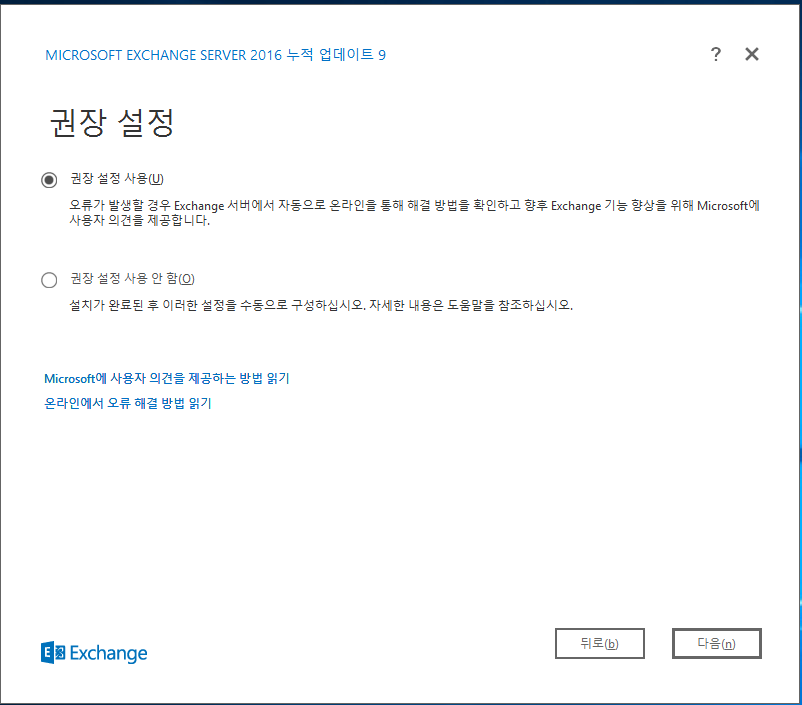 MICROSOFT EXCHANGE SERVER 2016 누적 업데이트 9
? ×
권장 설정
권장 설정 사용(U)
오류가 발생할 경우 Exchange 서버에서 자동으로 온라인을 통해 해결 방법을 확인하고 향후 Exchange 기능 향상을 위해 Microsoft에
사용자 의견을 제공합니다.
권장 설정 사용 안 함(O)
설치가 완료된 후 이러한 설정을 수동으로 구성하십시오. 자세한 내용은 도움말을 참조하십시오.
Microsoft에 사용자 의견을 제공하는 방법 읽기
온라인에서 오류 해결 방법 읽기
Exchange
뒤로(b)
다음(n)